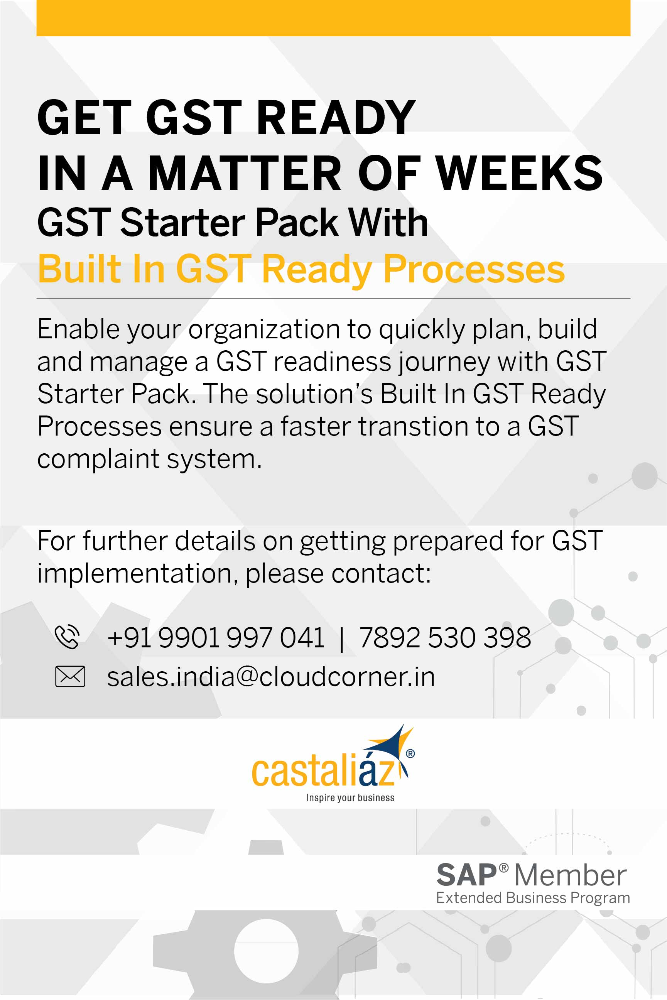 GET GST READY
IN A MATTER OF WEEKS
GST Starter Pack With
Built In GST Ready Processes
Enable your organization to quickly plan, build
and manage a GST readiness journey with GST
Starter Pack. The solution’s Built In GST Ready
Processes ensure a faster transtion to a GST
complaint system.
For further details on getting prepared for GST
implementation, please contact:
+91 9901 997 041 | 7892 530 398
sales.india@cloudcorner.in
castaliáz®
Inspire your business
SAP® Member
Extended Business Program